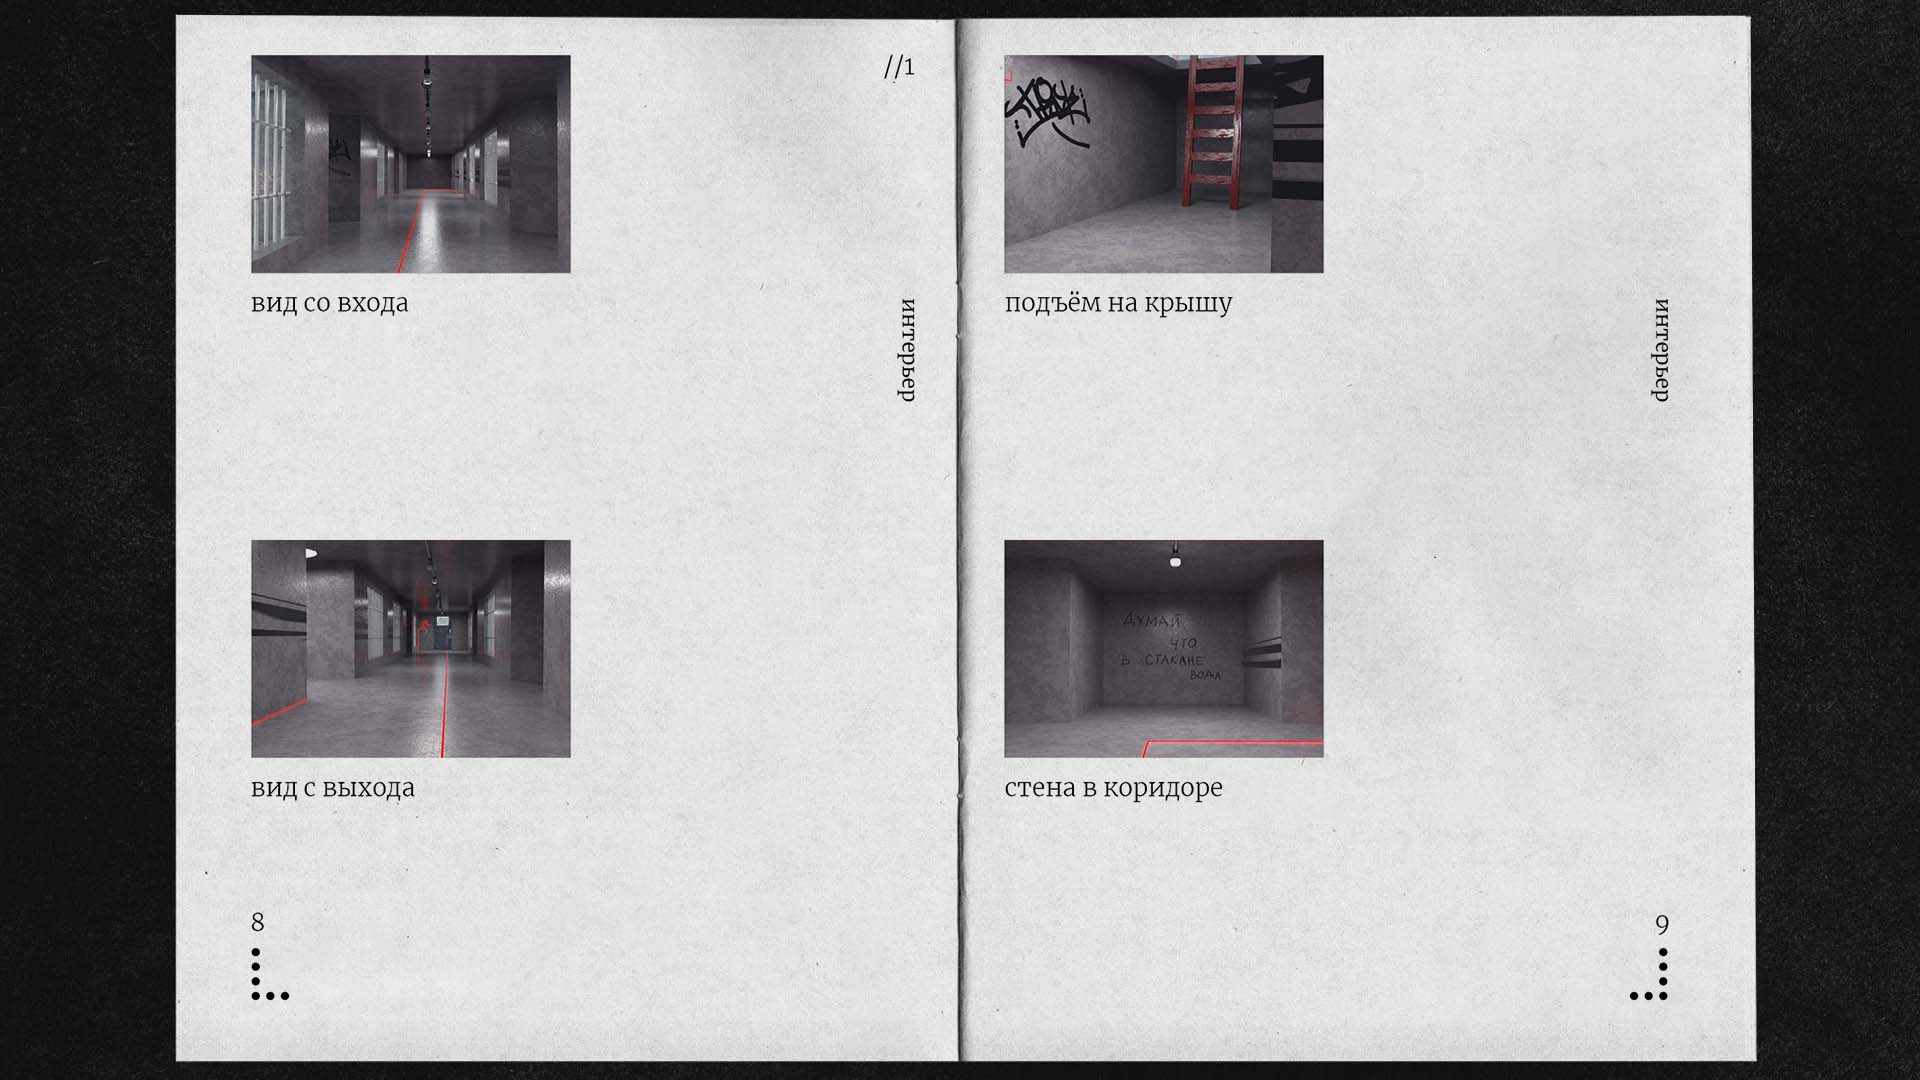 //1
вид со входа
интерьер
вид с выхода
8
подъём на крышу
интерьер
ДУМАЙ
ЧТО
В СТАКАНЕ
ВОДА
стена в коридоре
9